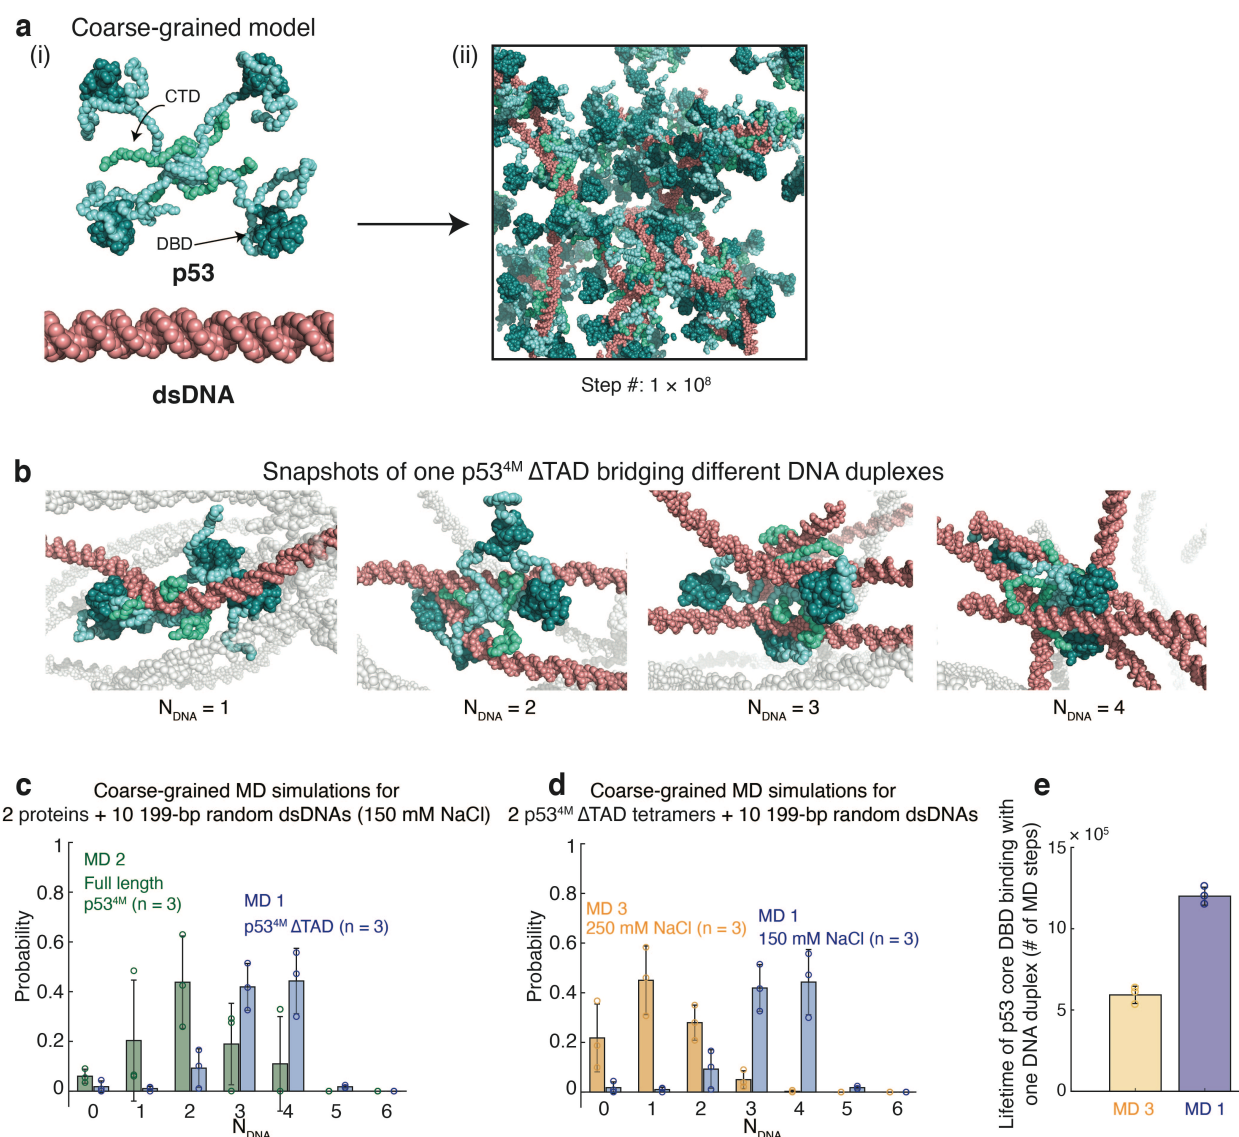 a Coarse-grained model
(i)
CTD
DBD
p53
dsDNA
(ii)
Step #: 1 × 10⁸
b Snapshots of one p53⁴ᴹ ΔTAD bridging different DNA duplexes
N_DNA = 1
N_DNA = 2
N_DNA = 3
N_DNA = 4
c Coarse-grained MD simulations for
2 proteins + 10 199-bp random dsDNAs (150 mM NaCl)
Probability
1
0.8
0.6
0.4
0.2
0
MD 2
Full length
p53⁴ᴹ (n = 3)
MD 1
p53⁴ᴹ ΔTAD (n = 3)
0 1 2 3 4 5 6
N_DNA
d Coarse-grained MD simulations for
2 p53⁴ᴹ ΔTAD tetramers + 10 199-bp random dsDNAs
Probability
1
0.8
0.6
0.4
0.2
0
MD 3
250 mM NaCl (n = 3)
MD 1
150 mM NaCl (n = 3)
0 1 2 3 4 5 6
N_DNA
e
Lifetime of p53 core DBD binding with
one DNA duplex (# of MD steps)
× 10⁵
15
10
5
0
MD 3 MD 1